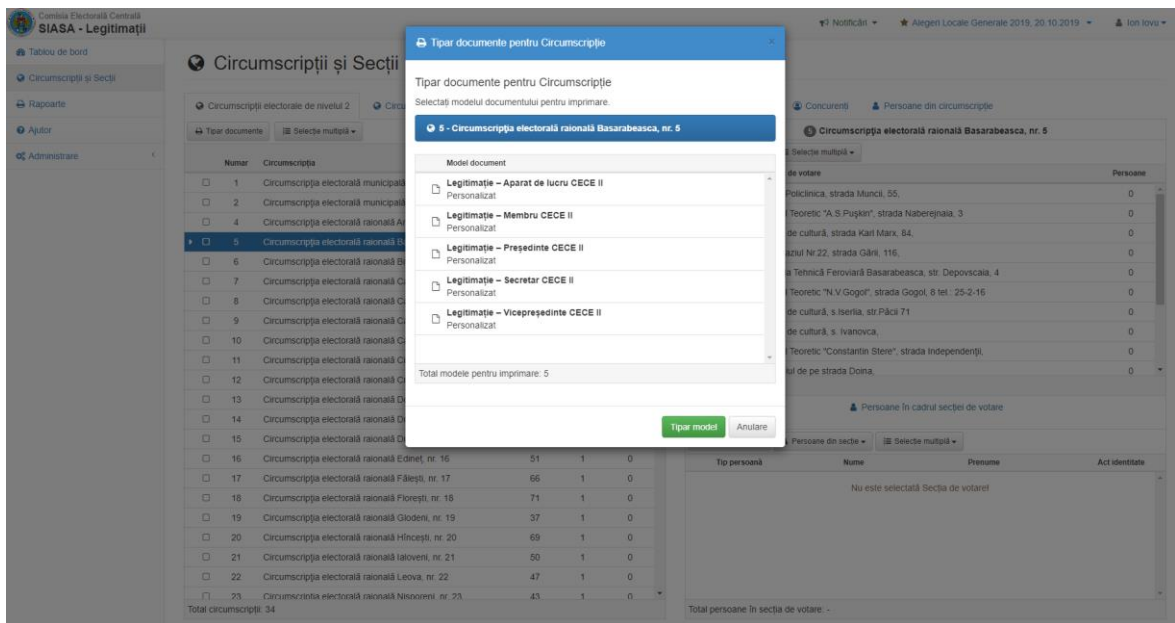 Comisia Electorală Centrală
SIASA - Legitimații
Notificări
Alegeri Locale Generale 2019, 20.10.2019
Ion Iovu
Tablou de bord
Circumscripții și Secții
Rapoarte
Ajutor
Administrare
Circumscripții și Secții
Circumscripții electorale de nivelul 2
Concurenți
Persoane din circumscripție
Tipar documente
Selecție multiplă
Numar Circumscripția
1 Circumscripția electorală municipală
2 Circumscripția electorală municipală
4 Circumscripția electorală raională
5 Circumscripția electorală raională
6 Circumscripția electorală raională
7 Circumscripția electorală raională
8 Circumscripția electorală raională
9 Circumscripția electorală raională
10 Circumscripția electorală raională
11 Circumscripția electorală raională
12 Circumscripția electorală raională
13 Circumscripția electorală raională
14 Circumscripția electorală raională
15 Circumscripția electorală raională
16 Circumscripția electorală raională Edineț, nr. 16 51 1 0
17 Circumscripția electorală raională Fălești, nr. 17 66 1 0
18 Circumscripția electorală raională Florești, nr. 18 71 1 0
19 Circumscripția electorală raională Glodeni, nr. 19 37 1 0
20 Circumscripția electorală raională Hîncești, nr. 20 69 1 0
21 Circumscripția electorală raională Ialoveni, nr. 21 50 1 0
22 Circumscripția electorală raională Leova, nr. 22 47 1 0
23 Circumscripția electorală raională Nisporeni, nr. 23 43 1 0
Total circumscripții: 34
Tipar documente pentru Circumscripție
×
Tipar documente pentru Circumscripție
Selectați modelul documentului pentru imprimare.
5 - Circumscripția electorală raională Basarabeasca, nr. 5
Model document
Legitimație – Aparat de lucru CECE II
Personalizat
Legitimație – Membru CECE II
Personalizat
Legitimație – Președinte CECE II
Personalizat
Legitimație – Secretar CECE II
Personalizat
Legitimație – Vicepreședinte CECE II
Personalizat
Total modele pentru imprimare: 5
Tipar model
Anulare
5 Circumscripția electorală raională Basarabeasca, nr. 5
Selecție multiplă
de votare Persoane
Policlinica, strada Muncii, 55, 0
Teoretic "A.S.Pușkin", strada Naberejnaia, 3 0
de cultură, strada Karl Marx, 84, 0
Nr.22, strada Gării, 116, 0
Tehnică Feroviară Basarabeasca, str. Depovscaia, 4 0
Teoretic "N.V.Gogol", strada Gogol, 8 tel.: 25-2-16 0
de cultură, s.Iserlia, str.Păcii 71 0
de cultură, s. Ivanovca, 0
Teoretic "Constantin Stere", strada Independenții, 0
de pe strada Doina, 0
Persoane în cadrul secției de votare
Persoane din secție
Selecție multiplă
Tip persoană Nume Prenume Act identitate
Nu este selectată Secția de votare!
Total persoane în secția de votare: -